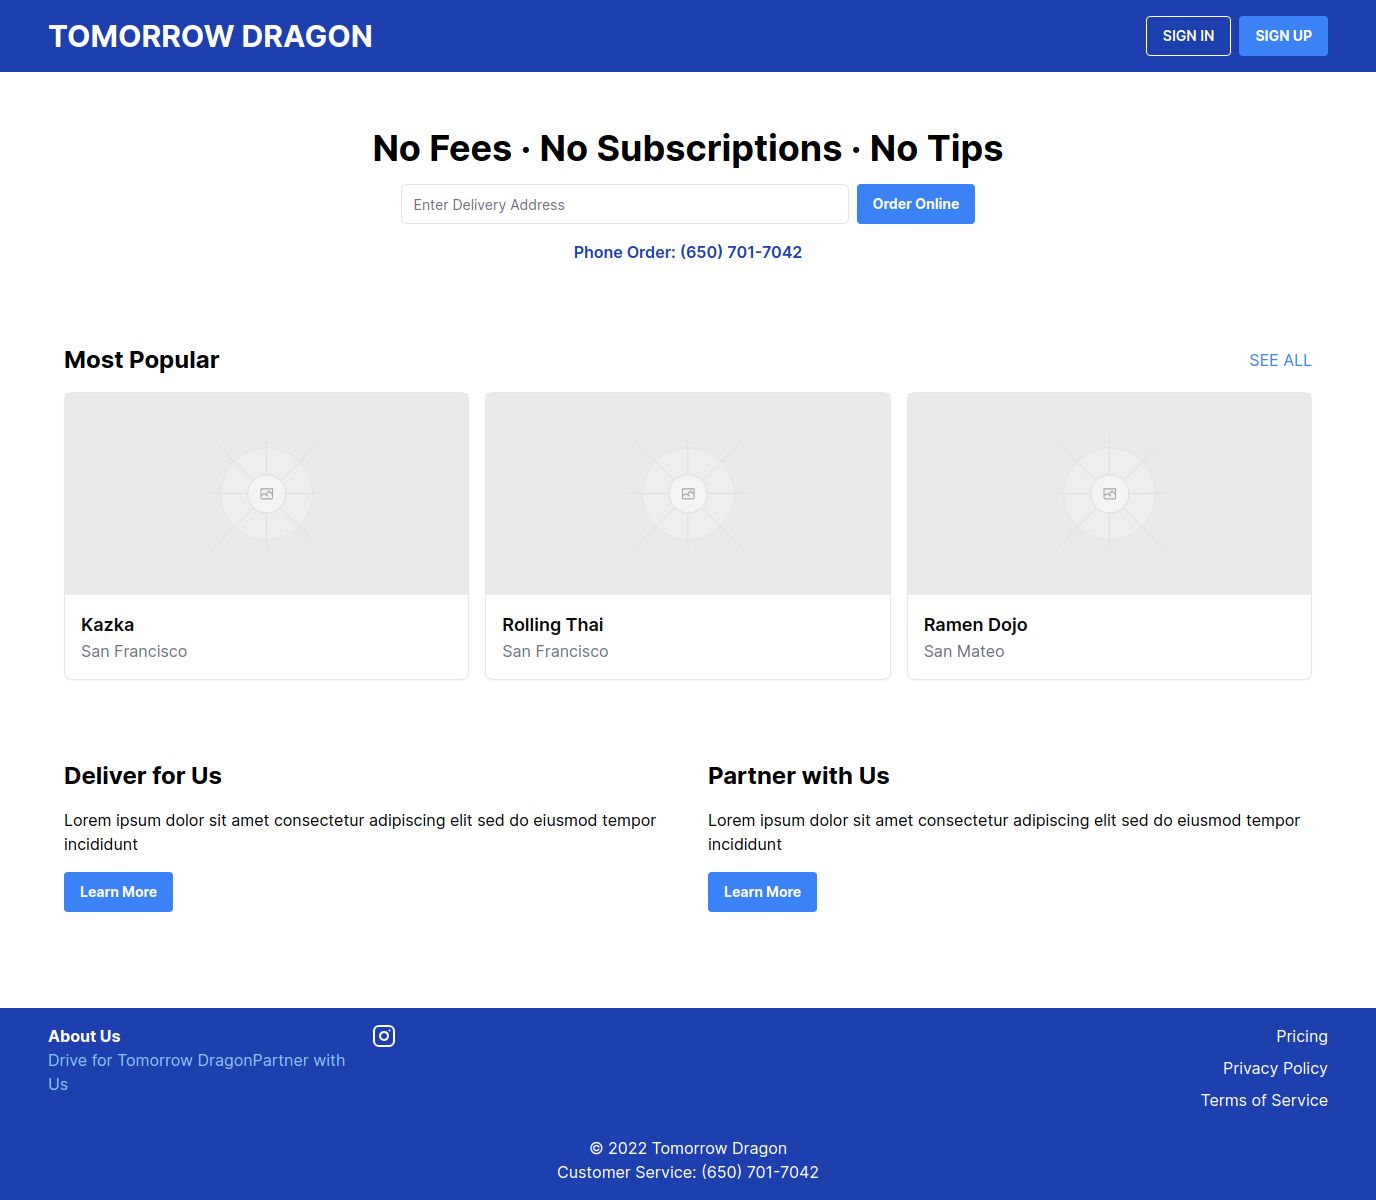 TOMORROW DRAGON
SIGN IN
SIGN UP
No Fees · No Subscriptions · No Tips
Enter Delivery Address
Order Online
Phone Order: (650) 701-7042
Most Popular
SEE ALL
Kazka
San Francisco
Rolling Thai
San Francisco
Ramen Dojo
San Mateo
Deliver for Us
Lorem ipsum dolor sit amet consectetur adipiscing elit sed do eiusmod tempor
incididunt
Learn More
Partner with Us
Lorem ipsum dolor sit amet consectetur adipiscing elit sed do eiusmod tempor
incididunt
Learn More
About Us
Drive for Tomorrow DragonPartner with
Us
Pricing
Privacy Policy
Terms of Service
© 2022 Tomorrow Dragon
Customer Service: (650) 701-7042